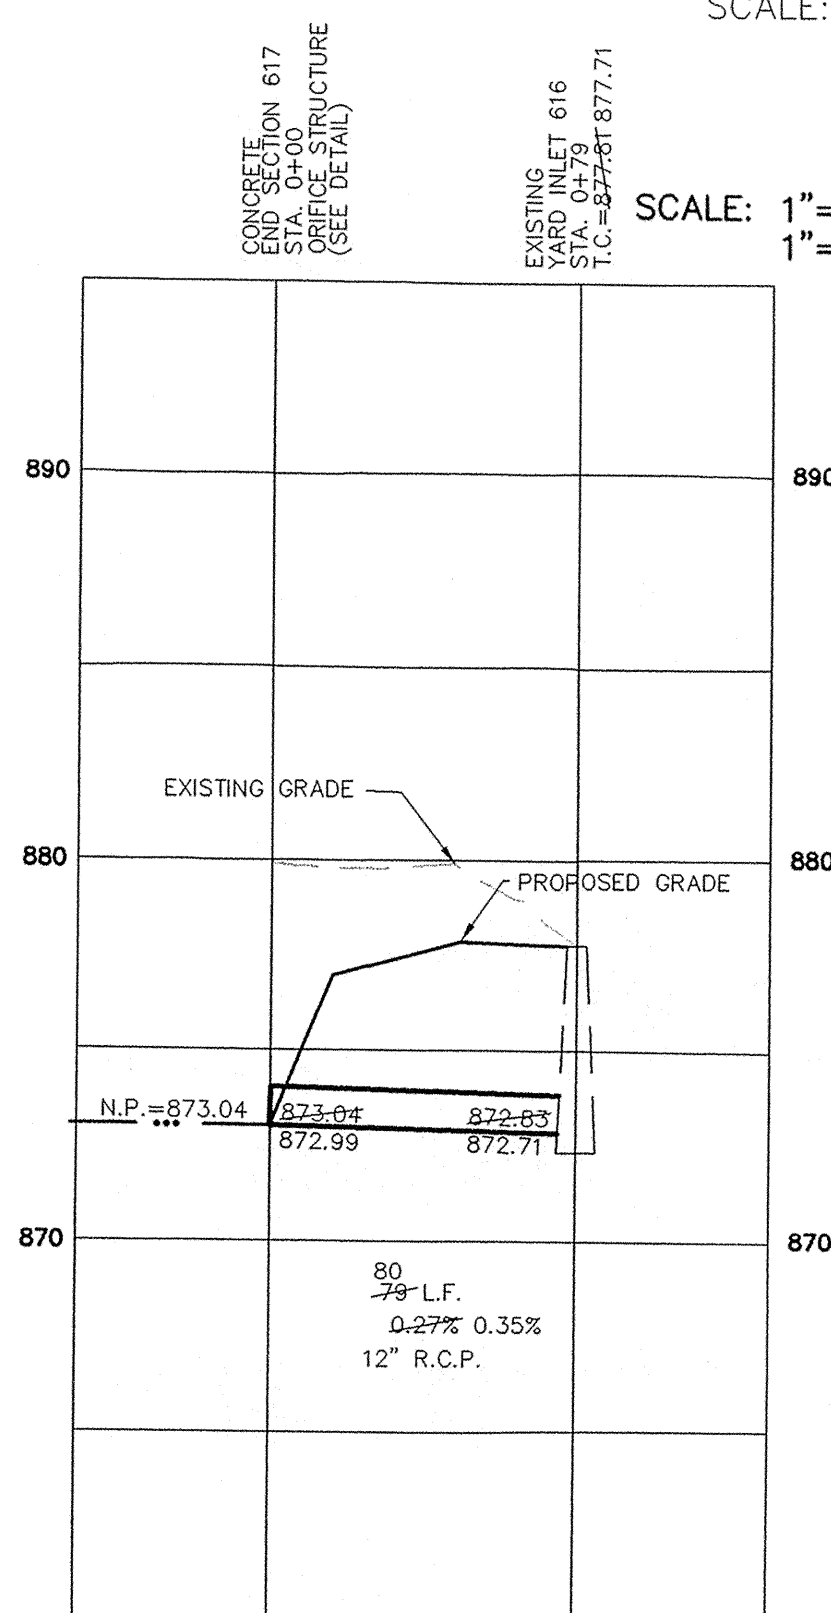 SCALE:
CONCRETE
END SECTION 617
STA. 0+00
ORIFICE STRUCTURE
(SEE DETAIL)
EXISTING
YARD INLET 616
STA. 0+79
T.C.=877.81 877.71
SCALE: 1"=
1"=
890 890
EXISTING GRADE
880 880
PROPOSED GRADE
N.P.=873.04 873.04 872.83
872.99 872.71
870 870
80
79 L.F.
0.27% 0.35%
12" R.C.P.